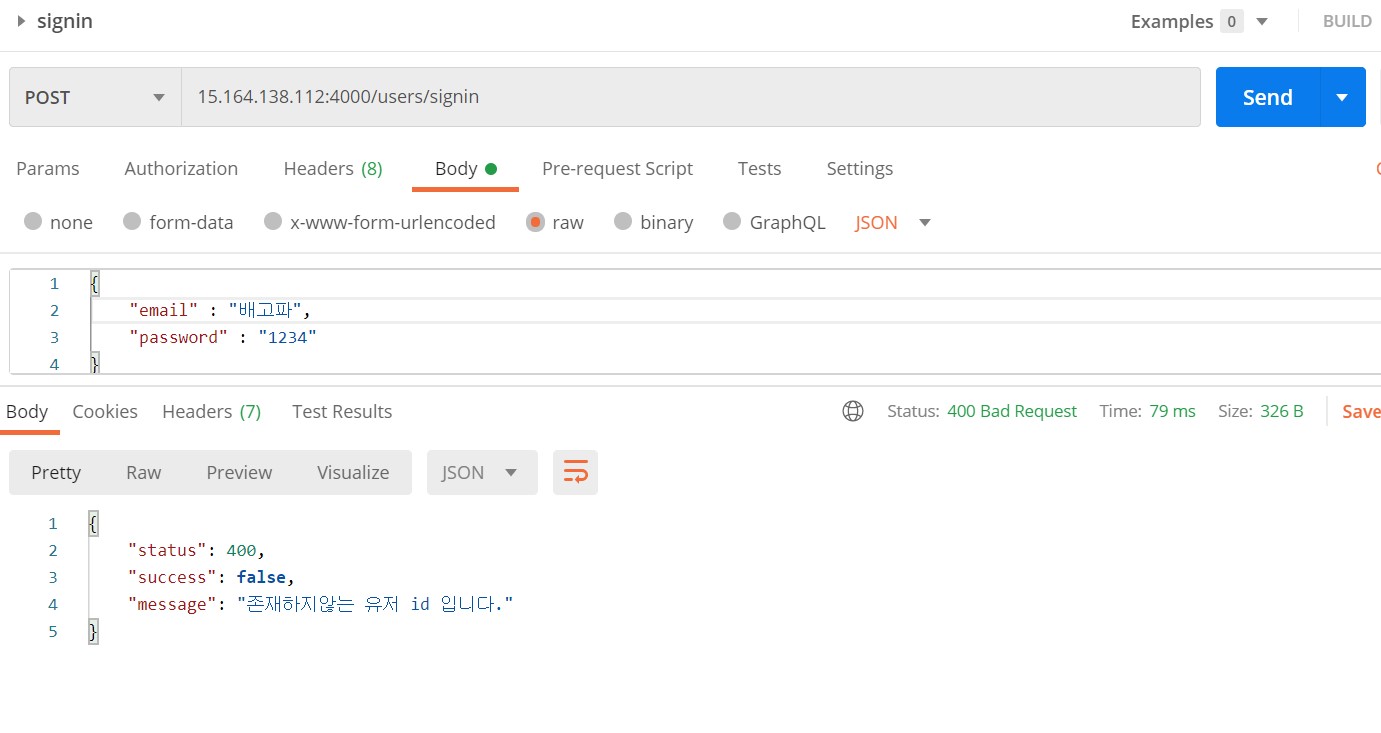 signin Examples 0 BUILD
POST 15.164.138.112:4000/users/signin Send
Params Authorization Headers (8) Body Pre-request Script Tests Settings
none form-data x-www-form-urlencoded raw binary GraphQL JSON
1 {
2 "email" : "배고파",
3 "password" : "1234"
4 }
Body Cookies Headers (7) Test Results Status: 400 Bad Request Time: 79 ms Size: 326 B Save
Pretty Raw Preview Visualize JSON
1 {
2 "status": 400,
3 "success": false,
4 "message": "존재하지않는 유저 id 입니다."
5 }